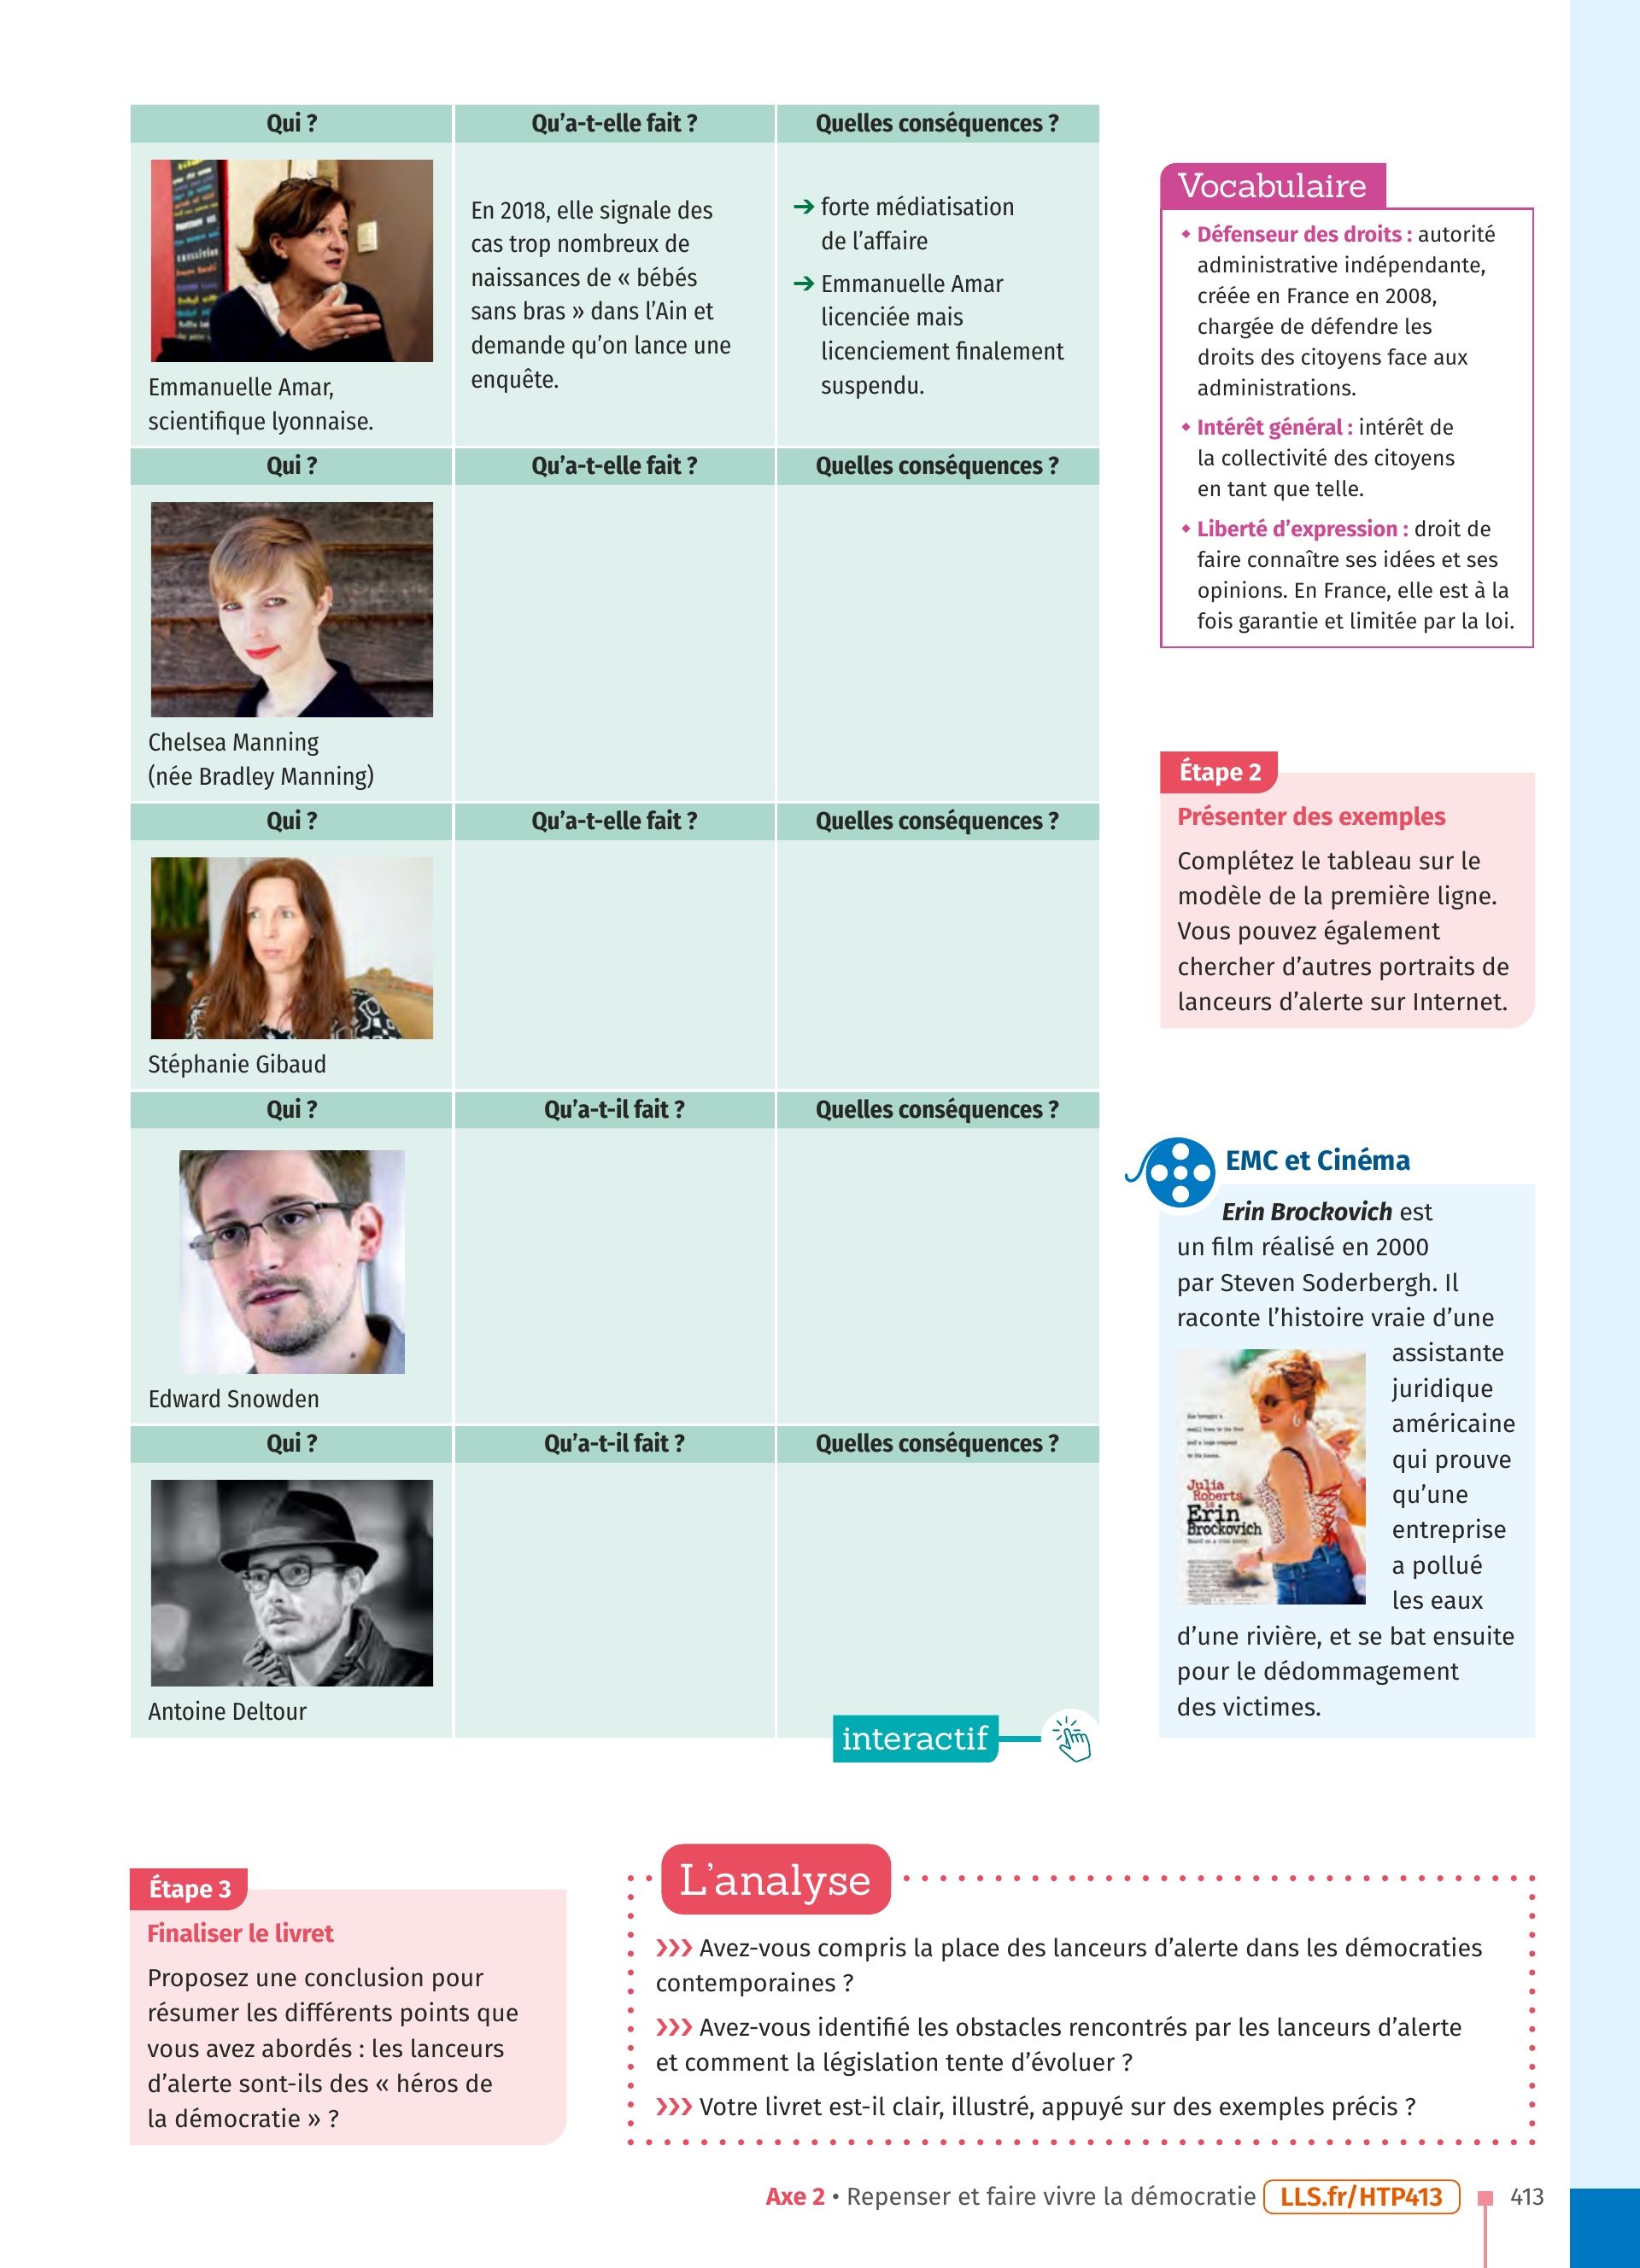 Qui ?
Qu'a-t-elle fait ?
Quelles conséquences ?
Emmanuelle Amar,
scientifique lyonnaise.
En 2018, elle signale des
cas trop nombreux de
naissances de « bébés
sans bras » dans l'Ain et
demande qu'on lance une
enquête.
➔ forte médiatisation
de l'affaire
➔ Emmanuelle Amar
licenciée mais
licenciement finalement
suspendu.
Qui ?
Qu'a-t-elle fait ?
Quelles conséquences ?
Chelsea Manning
(née Bradley Manning)
Qui ?
Qu'a-t-elle fait ?
Quelles conséquences ?
Stéphanie Gibaud
Qui ?
Qu'a-t-il fait ?
Quelles conséquences ?
Edward Snowden
Qui ?
Qu'a-t-il fait ?
Quelles conséquences ?
Antoine Deltour
interactif
Vocabulaire
◆ Défenseur des droits : autorité
administrative indépendante,
créée en France en 2008,
chargée de défendre les
droits des citoyens face aux
administrations.
◆ Intérêt général : intérêt de
la collectivité des citoyens
en tant que telle.
◆ Liberté d'expression : droit de
faire connaître ses idées et ses
opinions. En France, elle est à la
fois garantie et limitée par la loi.
Étape 2
Présenter des exemples
Complétez le tableau sur le
modèle de la première ligne.
Vous pouvez également
chercher d'autres portraits de
lanceurs d'alerte sur Internet.
EMC et Cinéma
Erin Brockovich est
un film réalisé en 2000
par Steven Soderbergh. Il
raconte l'histoire vraie d'une
assistante
juridique
américaine
qui prouve
qu'une
entreprise
a pollué
les eaux
d'une rivière, et se bat ensuite
pour le dédommagement
des victimes.
Julia
Roberts
Erin
Brockovich
Étape 3
Finaliser le livret
Proposez une conclusion pour
résumer les différents points que
vous avez abordés : les lanceurs
d'alerte sont-ils des « héros de
la démocratie » ?
L'analyse
❯❯❯ Avez-vous compris la place des lanceurs d'alerte dans les démocraties
contemporaines ?
❯❯❯ Avez-vous identifié les obstacles rencontrés par les lanceurs d'alerte
et comment la législation tente d'évoluer ?
❯❯❯ Votre livret est-il clair, illustré, appuyé sur des exemples précis ?
Axe 2 • Repenser et faire vivre la démocratie LLS.fr/HTP413 413